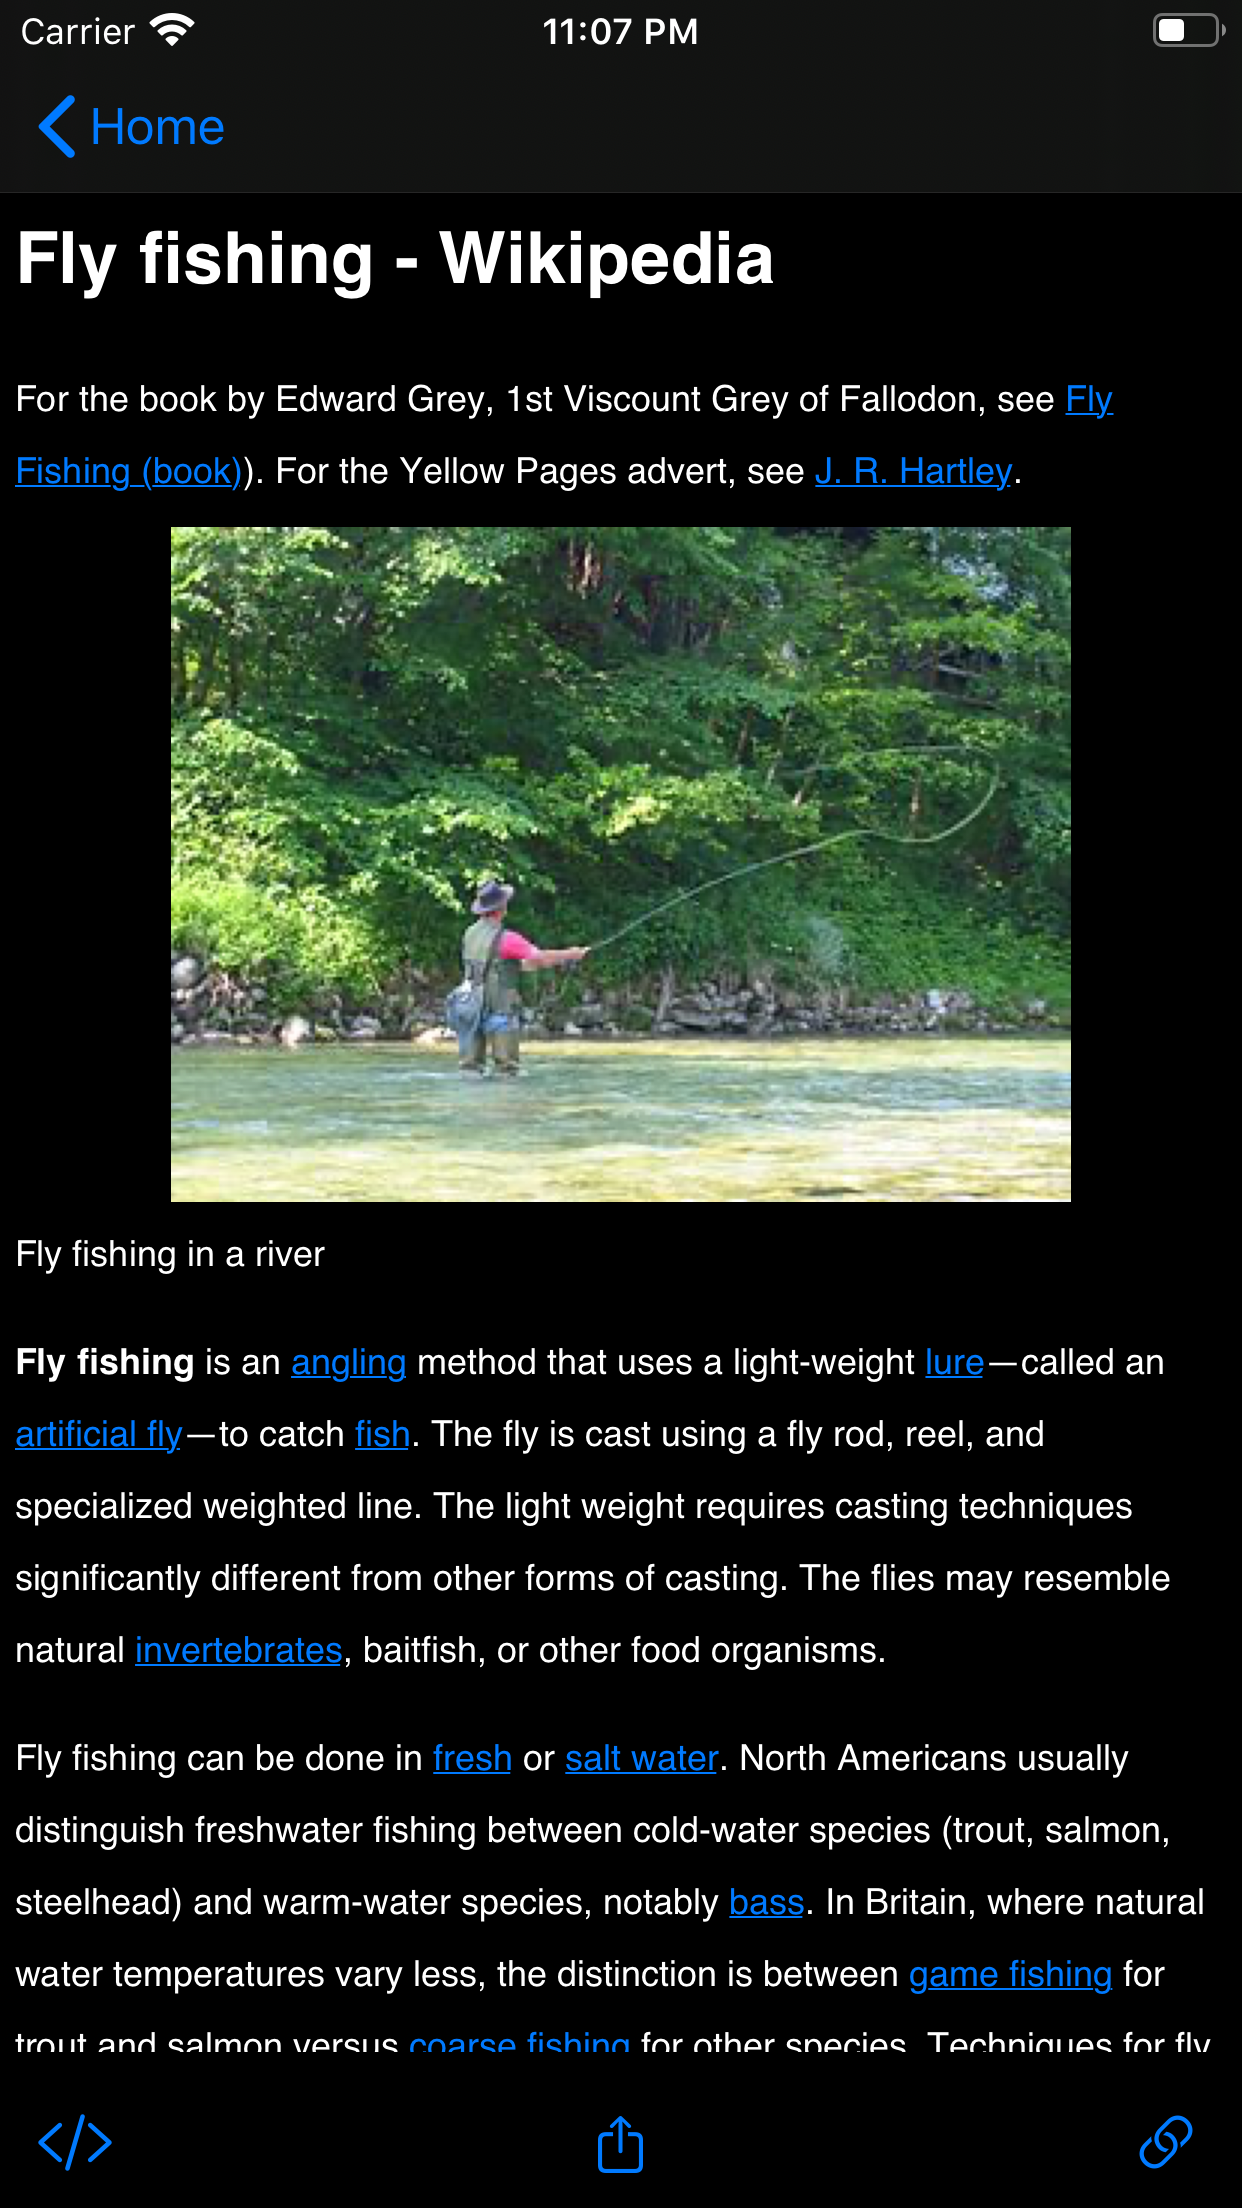 Carrier
11:07 PM
Home
Fly fishing - Wikipedia
For the book by Edward Grey, 1st Viscount Grey of Fallodon, see Fly
Fishing (book)). For the Yellow Pages advert, see J. R. Hartley.
Fly fishing in a river
Fly fishing is an angling method that uses a light-weight lure—called an
artificial fly—to catch fish. The fly is cast using a fly rod, reel, and
specialized weighted line. The light weight requires casting techniques
significantly different from other forms of casting. The flies may resemble
natural invertebrates, baitfish, or other food organisms.
Fly fishing can be done in fresh or salt water. North Americans usually
distinguish freshwater fishing between cold-water species (trout, salmon,
steelhead) and warm-water species, notably bass. In Britain, where natural
water temperatures vary less, the distinction is between game fishing for
trout and salmon versus coarse fishing for other species. Techniques for fly